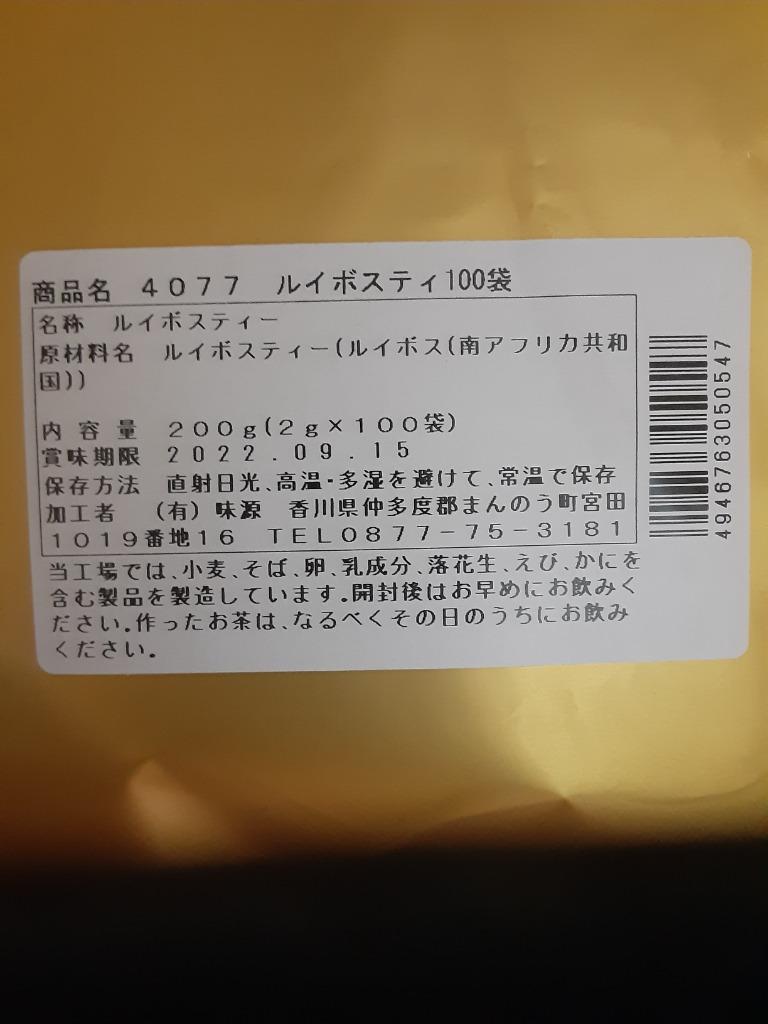 商品名 4077 ルイボスティ100袋
名称 ルイボスティー
原材料名 ルイボスティー(ルイボス(南アフリカ共和
国))
内容量 200g(2g×100袋)
賞味期限 2022.09.15
保存方法 直射日光、高温・多湿を避けて、常温で保存
加工者 (有)味源 香川県仲多度郡まんのう町宮田
1019番地16 TEL0877-75-3181
当工場では、小麦、そば、卵、乳成分、落花生、えび、かにを
含む製品を製造しています.開封後はお早めにお飲みく
ださい.作ったお茶は、なるべくその日のうちにお飲み
ください.
4946763050547